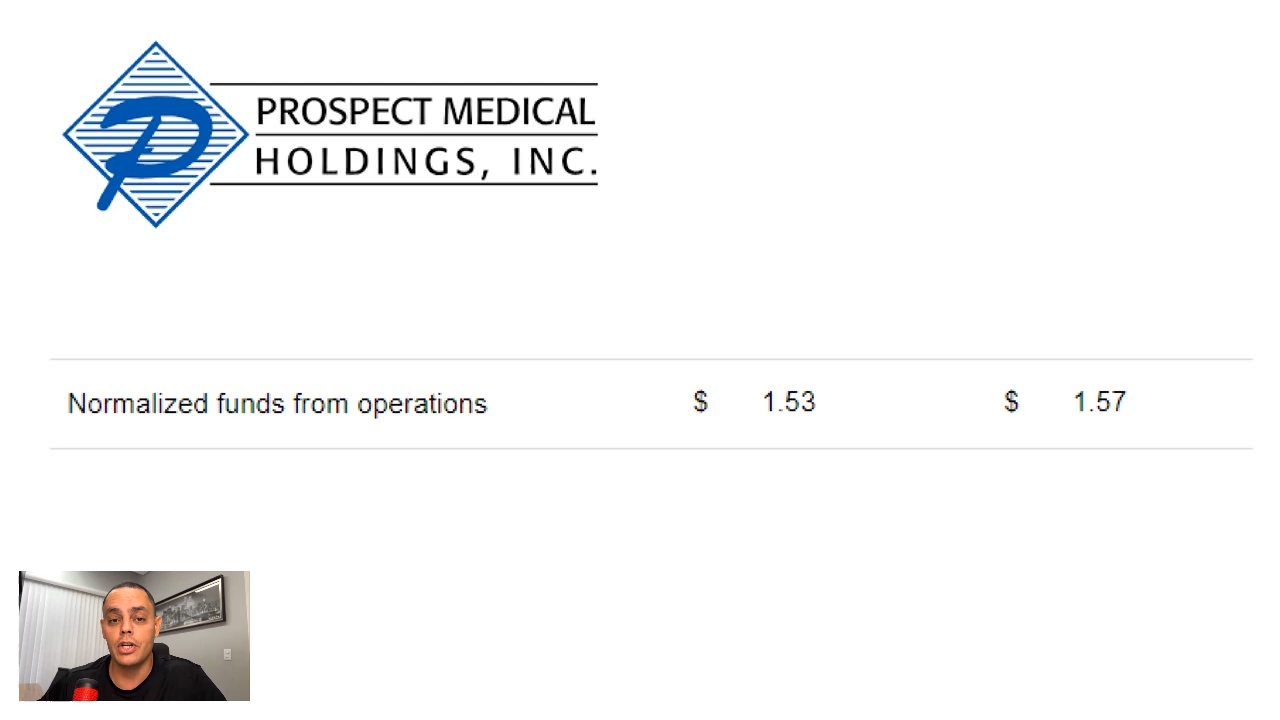 PROSPECT MEDICAL
HOLDINGS, INC.
Normalized funds from operations $ 1.53 $ 1.57